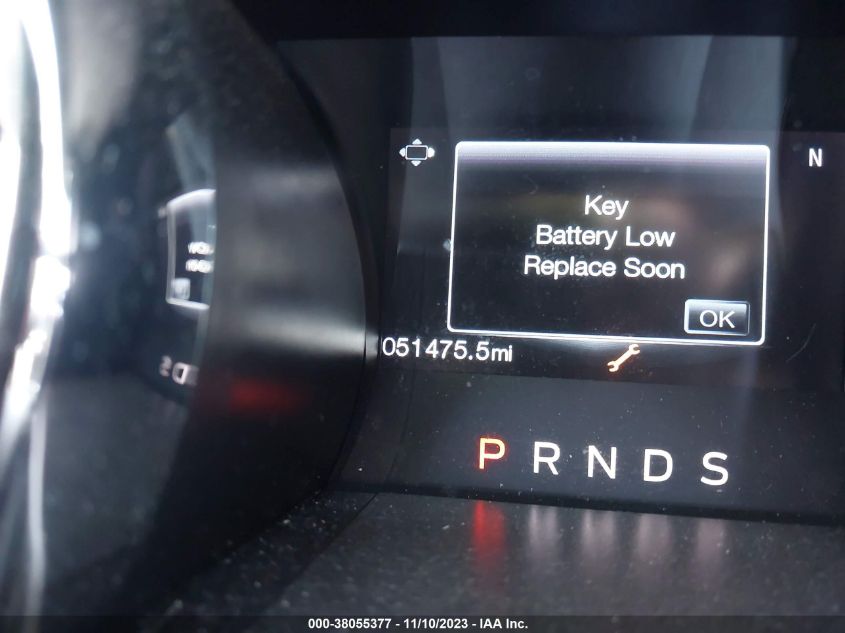 N
Key
Battery Low
Replace Soon
OK
051475.5mi
P R N D S
000-38055377 - 11/10/2023 - IAA Inc.